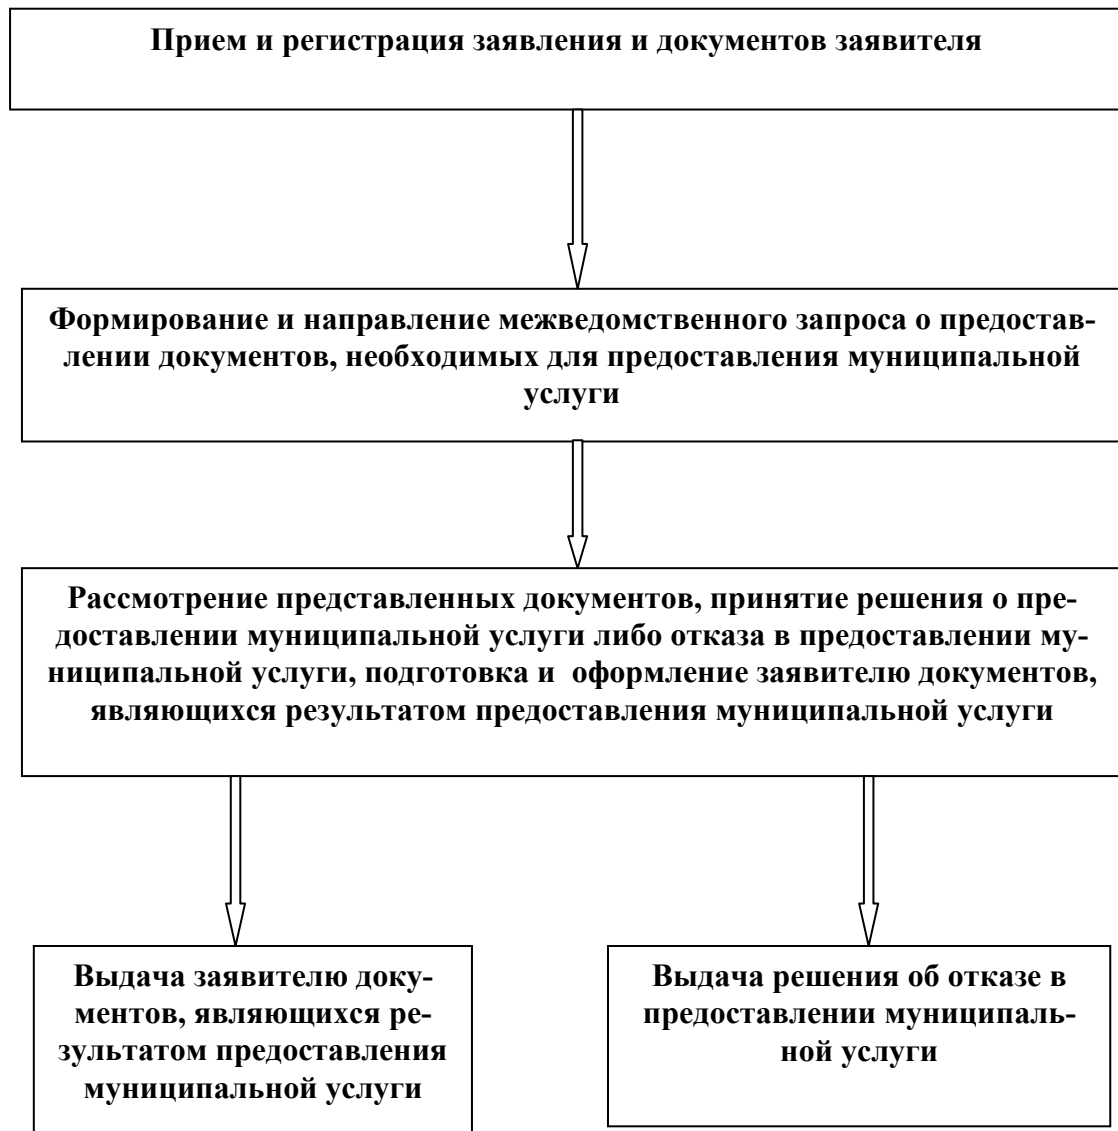 Прием и регистрация заявления и документов заявителя
Формирование и направление межведомственного запроса о предостав-
лении документов, необходимых для предоставления муниципальной
услуги
Рассмотрение представленных документов, принятие решения о пре-
доставлении муниципальной услуги либо отказа в предоставлении му-
ниципальной услуги, подготовка и  оформление заявителю документов,
являющихся результатом предоставления муниципальной услуги
Выдача заявителю доку-
ментов, являющихся ре-
зультатом предоставления
муниципальной услуги
Выдача решения об отказе в
предоставлении муниципаль-
ной услуги